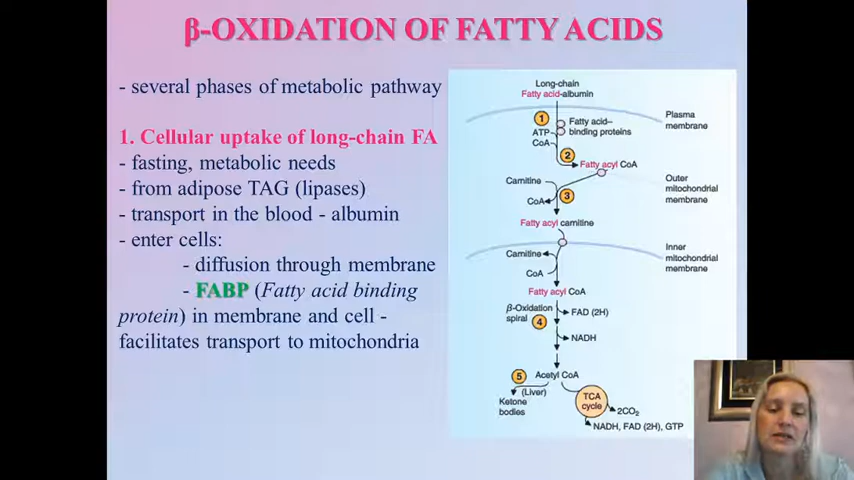 β-OXIDATION OF FATTY ACIDS
- several phases of metabolic pathway
1. Cellular uptake of long-chain FA
- fasting, metabolic needs
- from adipose TAG (lipases)
- transport in the blood - albumin
- enter cells:
- diffusion through membrane
- FABP (Fatty acid binding
protein) in membrane and cell -
facilitates transport to mitochondria
Long-chain
Fatty acid-albumin
1
Fatty acid–
binding proteins
Plasma
membrane
ATP
CoA
2
Fatty acyl CoA
Carnitine
3
CoA
Outer
mitochondrial
membrane
Fatty acyl carnitine
Carnitine
CoA
Inner
mitochondrial
membrane
Fatty acyl CoA
β-Oxidation
spiral
4
FAD (2H)
NADH
5
Acetyl CoA
(Liver)
Ketone
bodies
TCA
cycle
2CO₂
NADH, FAD (2H), GTP